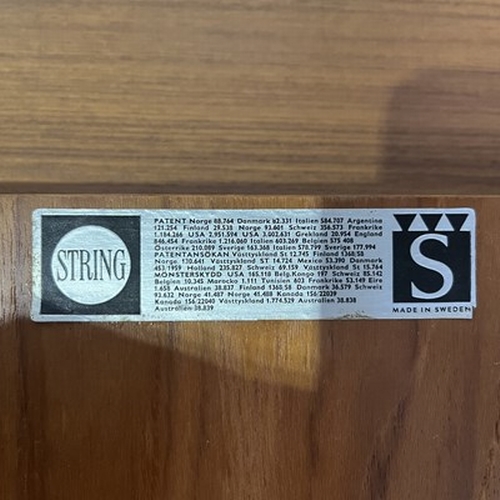 STRING
PATENT Norge 88.764 Danmark 82.331 Italien 584.707 Argentina
121.254 Finland 29.538 Norge 93.601 Schweiz 356.573 Frankrike
1.184.266 USA 2.951.594 USA 3.002.631 Grekland 20.954 England
846.454 Frankrike 1.216.060 Italien 603.269 Belgien 575 408
Österrike 210.089 Sverige 163.368 Italien 578.799 Sverige 177.994
PATENTANSÖKAN Västtyskland St 12.745 Finland 1368/58
Norge 130.641 Västtyskland ST 14.724 Mexico 53.390 Danmark
453/1959 Holland 235.827 Schweiz 69.159 Västtyskland St 15.764
MÖNSTERSKYDD USA 185.518 Belg.Kongo 197 Schweiz 85.142
Belgien 10.345 Marocko 1.111 Tunisien 603 Frankrike 53.149 Eire
1.658 Australien 38.837 Finland 1368/58 Danmark 36.579 Schweiz
93.632 Norge 41.487 Norge 41.488 Kanada 156/22039
Kanada 156/22040 Västtyskland 1.774.529 Australien 38.838
Australien 38.839
S
MADE IN SWEDEN